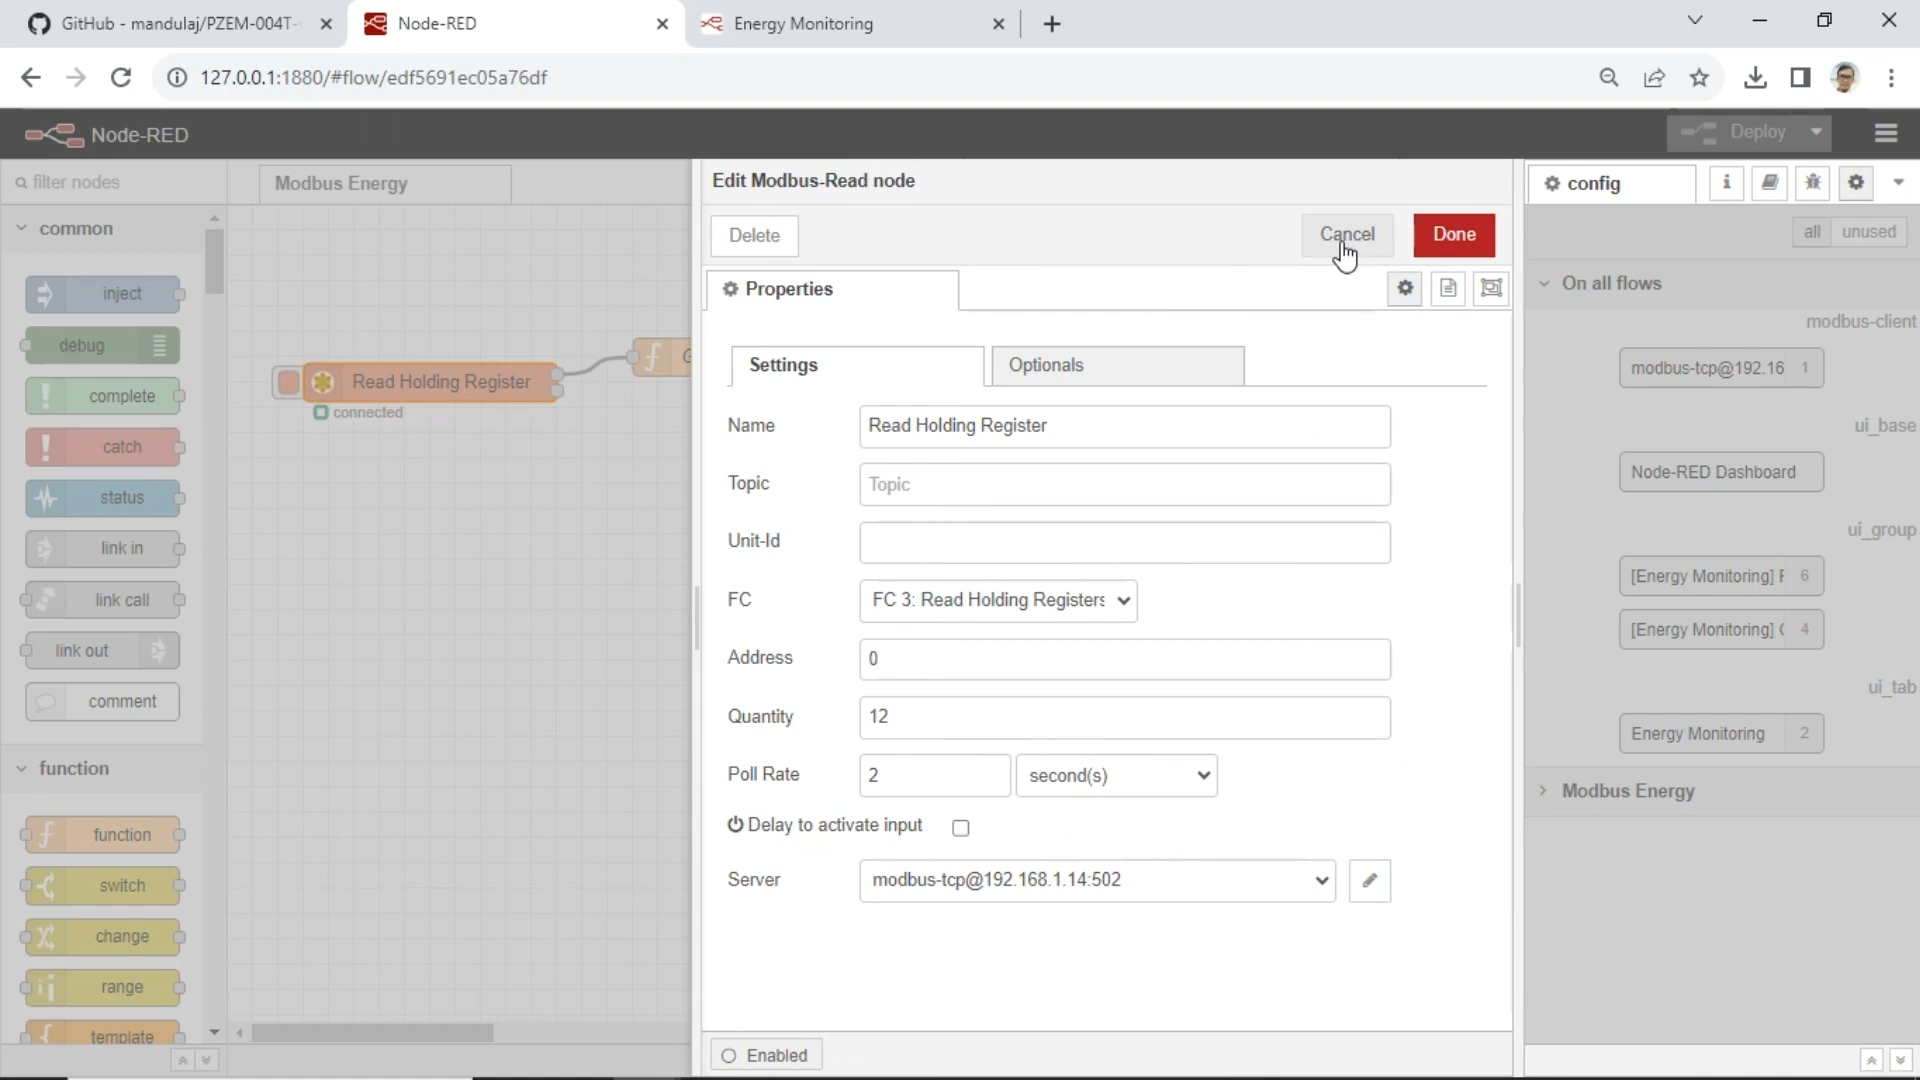 GitHub - mandulaj/PZEM-004T-
Node-RED
Energy Monitoring
127.0.0.1:1880/#flow/edf5691ec05a76df
Node-RED
Deploy
filter nodes
Modbus Energy
Edit Modbus-Read node
config
common
Delete
Cancel
Done
all
unused
inject
Properties
On all flows
modbus-client
debug
Settings
Optionals
modbus-tcp@192.16 1
Read Holding Register
connected
complete
Name
Read Holding Register
ui_base
catch
Topic
Topic
Node-RED Dashboard
status
Unit-Id
ui_group
link in
FC
FC 3: Read Holding Registers
[Energy Monitoring] 6
link call
[Energy Monitoring] 4
link out
Address
0
ui_tab
comment
Quantity
12
Energy Monitoring 2
function
Poll Rate
2
second(s)
Modbus Energy
function
Delay to activate input
switch
Server
modbus-tcp@192.168.1.14:502
change
range
template
Enabled